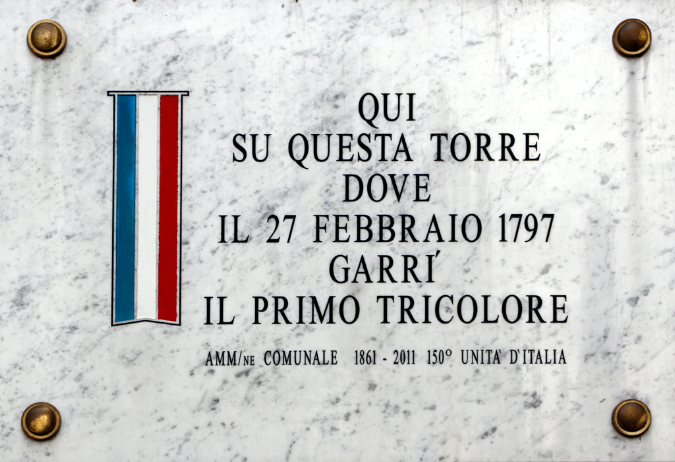 QUI
SU QUESTA TORRE
DOVE
IL 27 FEBBRAIO 1797
GARRÌ
IL PRIMO TRICOLORE
AMM/NE COMUNALE 1861 - 2011 150° UNITA' D'ITALIA